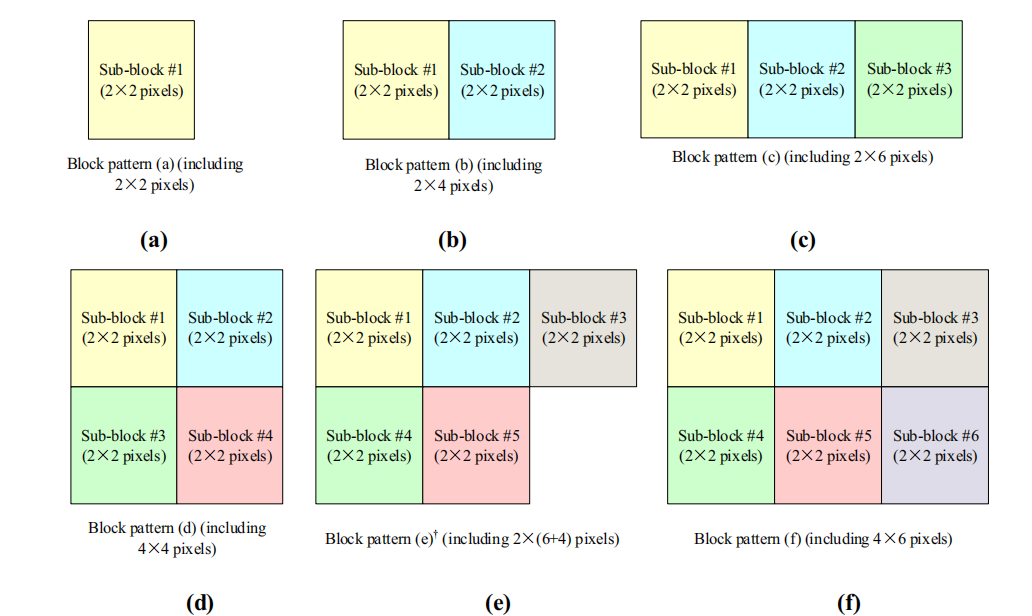 Sub-block #1
(2×2 pixels)
Block pattern (a) (including
2×2 pixels)
(a)
Sub-block #1
(2×2 pixels)
Sub-block #2
(2×2 pixels)
Block pattern (b) (including
2×4 pixels)
(b)
Sub-block #1
(2×2 pixels)
Sub-block #2
(2×2 pixels)
Sub-block #3
(2×2 pixels)
Block pattern (c) (including 2×6 pixels)
(c)
Sub-block #1
(2×2 pixels)
Sub-block #2
(2×2 pixels)
Sub-block #3
(2×2 pixels)
Sub-block #4
(2×2 pixels)
Block pattern (d) (including
4×4 pixels)
(d)
Sub-block #1
(2×2 pixels)
Sub-block #2
(2×2 pixels)
Sub-block #3
(2×2 pixels)
Sub-block #4
(2×2 pixels)
Sub-block #5
(2×2 pixels)
Block pattern (e)† (including 2×(6+4) pixels)
(e)
Sub-block #1
(2×2 pixels)
Sub-block #2
(2×2 pixels)
Sub-block #3
(2×2 pixels)
Sub-block #4
(2×2 pixels)
Sub-block #5
(2×2 pixels)
Sub-block #6
(2×2 pixels)
Block pattern (f) (including 4×6 pixels)
(f)